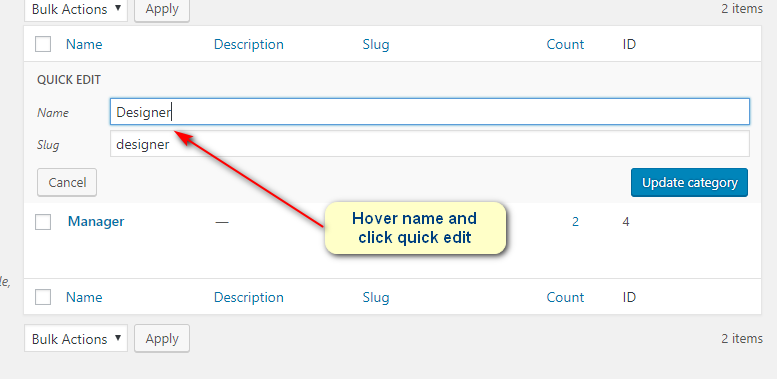 Bulk Actions Apply 2 items
Name Description Slug Count ID
QUICK EDIT
Name Designer
Slug designer
Cancel Update category
Manager — 2 4
Hover name and
click quick edit
le,
Name Description Slug Count ID
Bulk Actions Apply 2 items